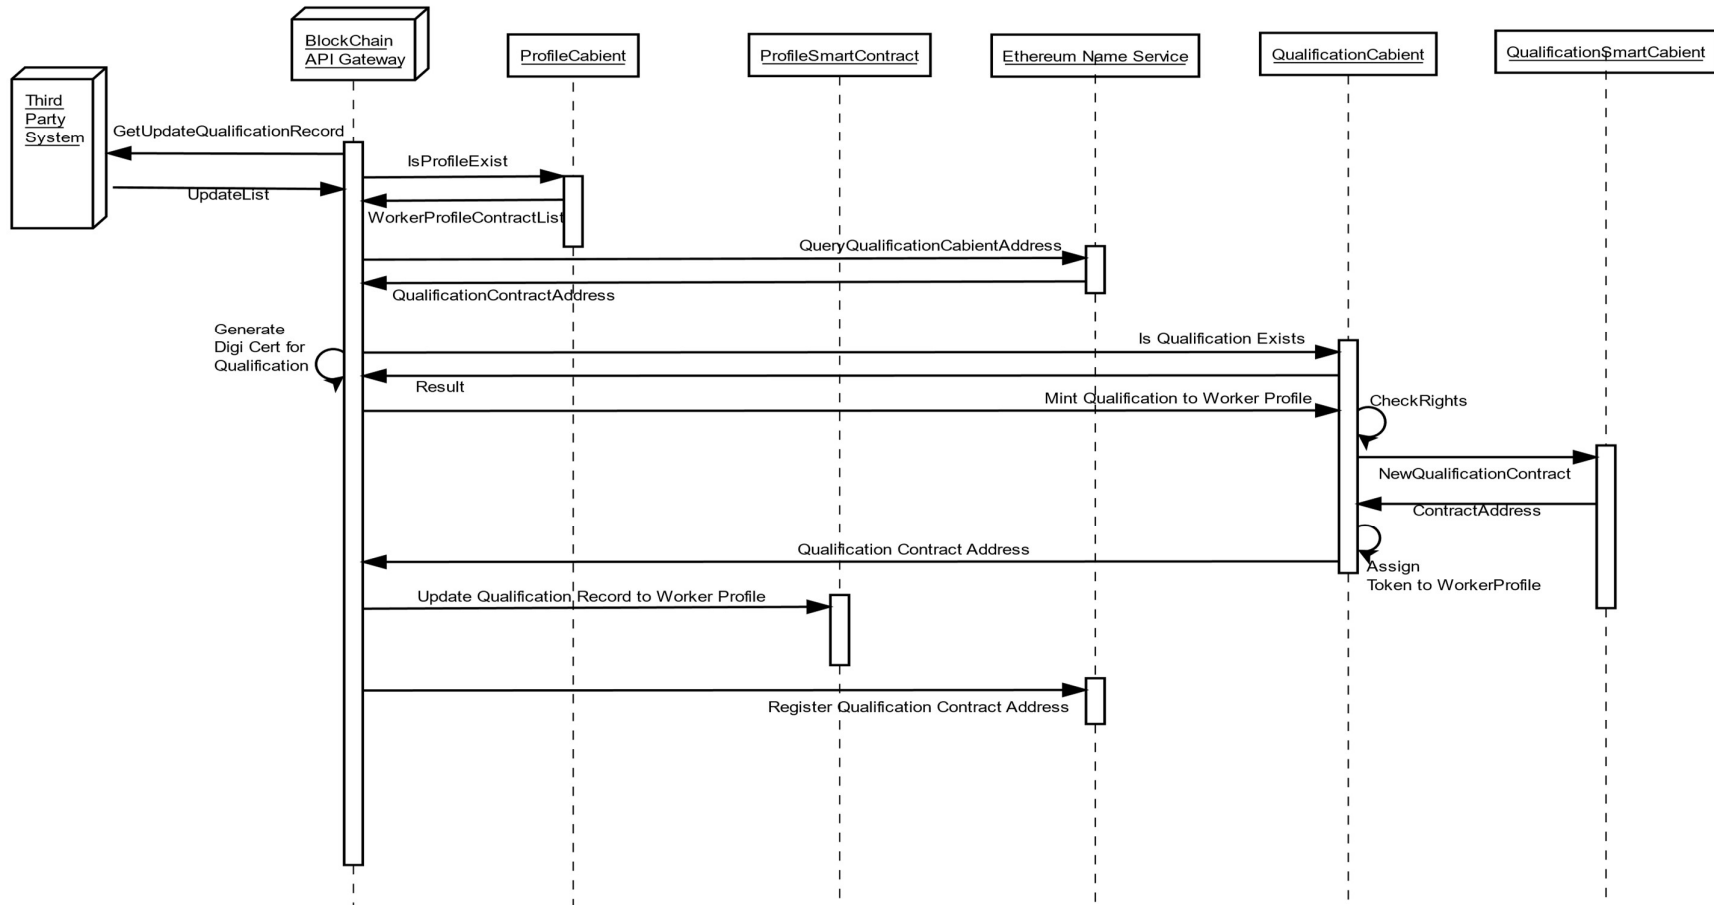 BlockChain
API Gateway
ProfileCabient
ProfileSmartContract
Ethereum Name Service
QualificationCabient
QualificationSmartCabient
Third
Party
System
GetUpdateQualificationRecord
IsProfileExist
UpdateList
WorkerProfileContractList
QueryQualificationCabientAddress
QualificationContractAddress
Generate
Digi Cert for
Qualification
Is Qualification Exists
Result
Mint Qualification to Worker Profile
CheckRights
NewQualificationContract
ContractAddress
Qualification Contract Address
Assign
Token to WorkerProfile
Update Qualification Record to Worker Profile
Register Qualification Contract Address